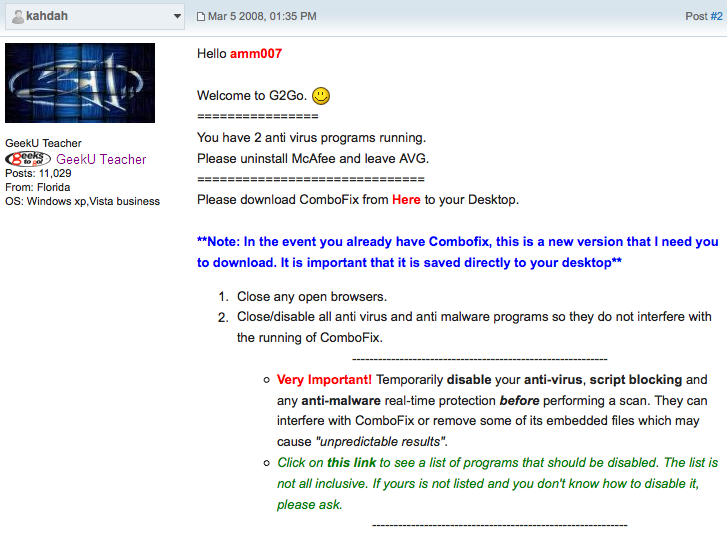 kahdah
Mar 5 2008, 01:35 PM
Post #2
311
GeekU Teacher
geeks to go! GeekU Teacher
Posts: 11,029
From: Florida
OS: Windows xp,Vista business
Hello amm007
Welcome to G2Go.
================
You have 2 anti virus programs running.
Please uninstall McAfee and leave AVG.
==============================
Please download ComboFix from Here to your Desktop.
**Note: In the event you already have Combofix, this is a new version that I need you
to download. It is important that it is saved directly to your desktop**
1. Close any open browsers.
2. Close/disable all anti virus and anti malware programs so they do not interfere with
the running of ComboFix.
------------------------------------------------------------
Very Important! Temporarily disable your anti-virus, script blocking and
any anti-malware real-time protection before performing a scan. They can
interfere with ComboFix or remove some of its embedded files which may
cause "unpredictable results".
Click on this link to see a list of programs that should be disabled. The list is
not all inclusive. If yours is not listed and you don't know how to disable it,
please ask.
------------------------------------------------------------